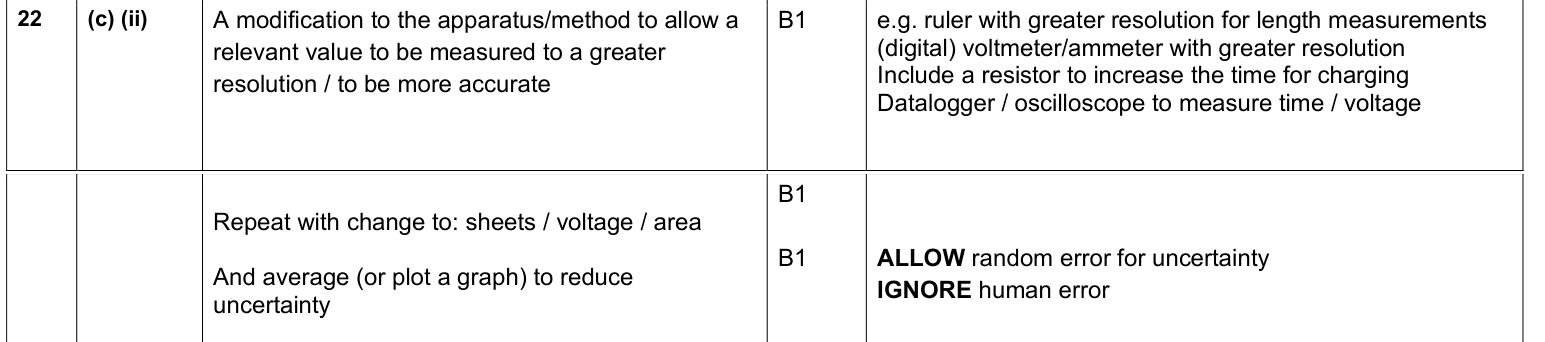 22 (c) (ii) A modification to the apparatus/method to allow a B1 e.g. ruler with greater resolution for length measurements
relevant value to be measured to a greater (digital) voltmeter/ammeter with greater resolution
resolution / to be more accurate Include a resistor to increase the time for charging
Datalogger / oscilloscope to measure time / voltage
B1
Repeat with change to: sheets / voltage / area
B1 ALLOW random error for uncertainty
And average (or plot a graph) to reduce IGNORE human error
uncertainty